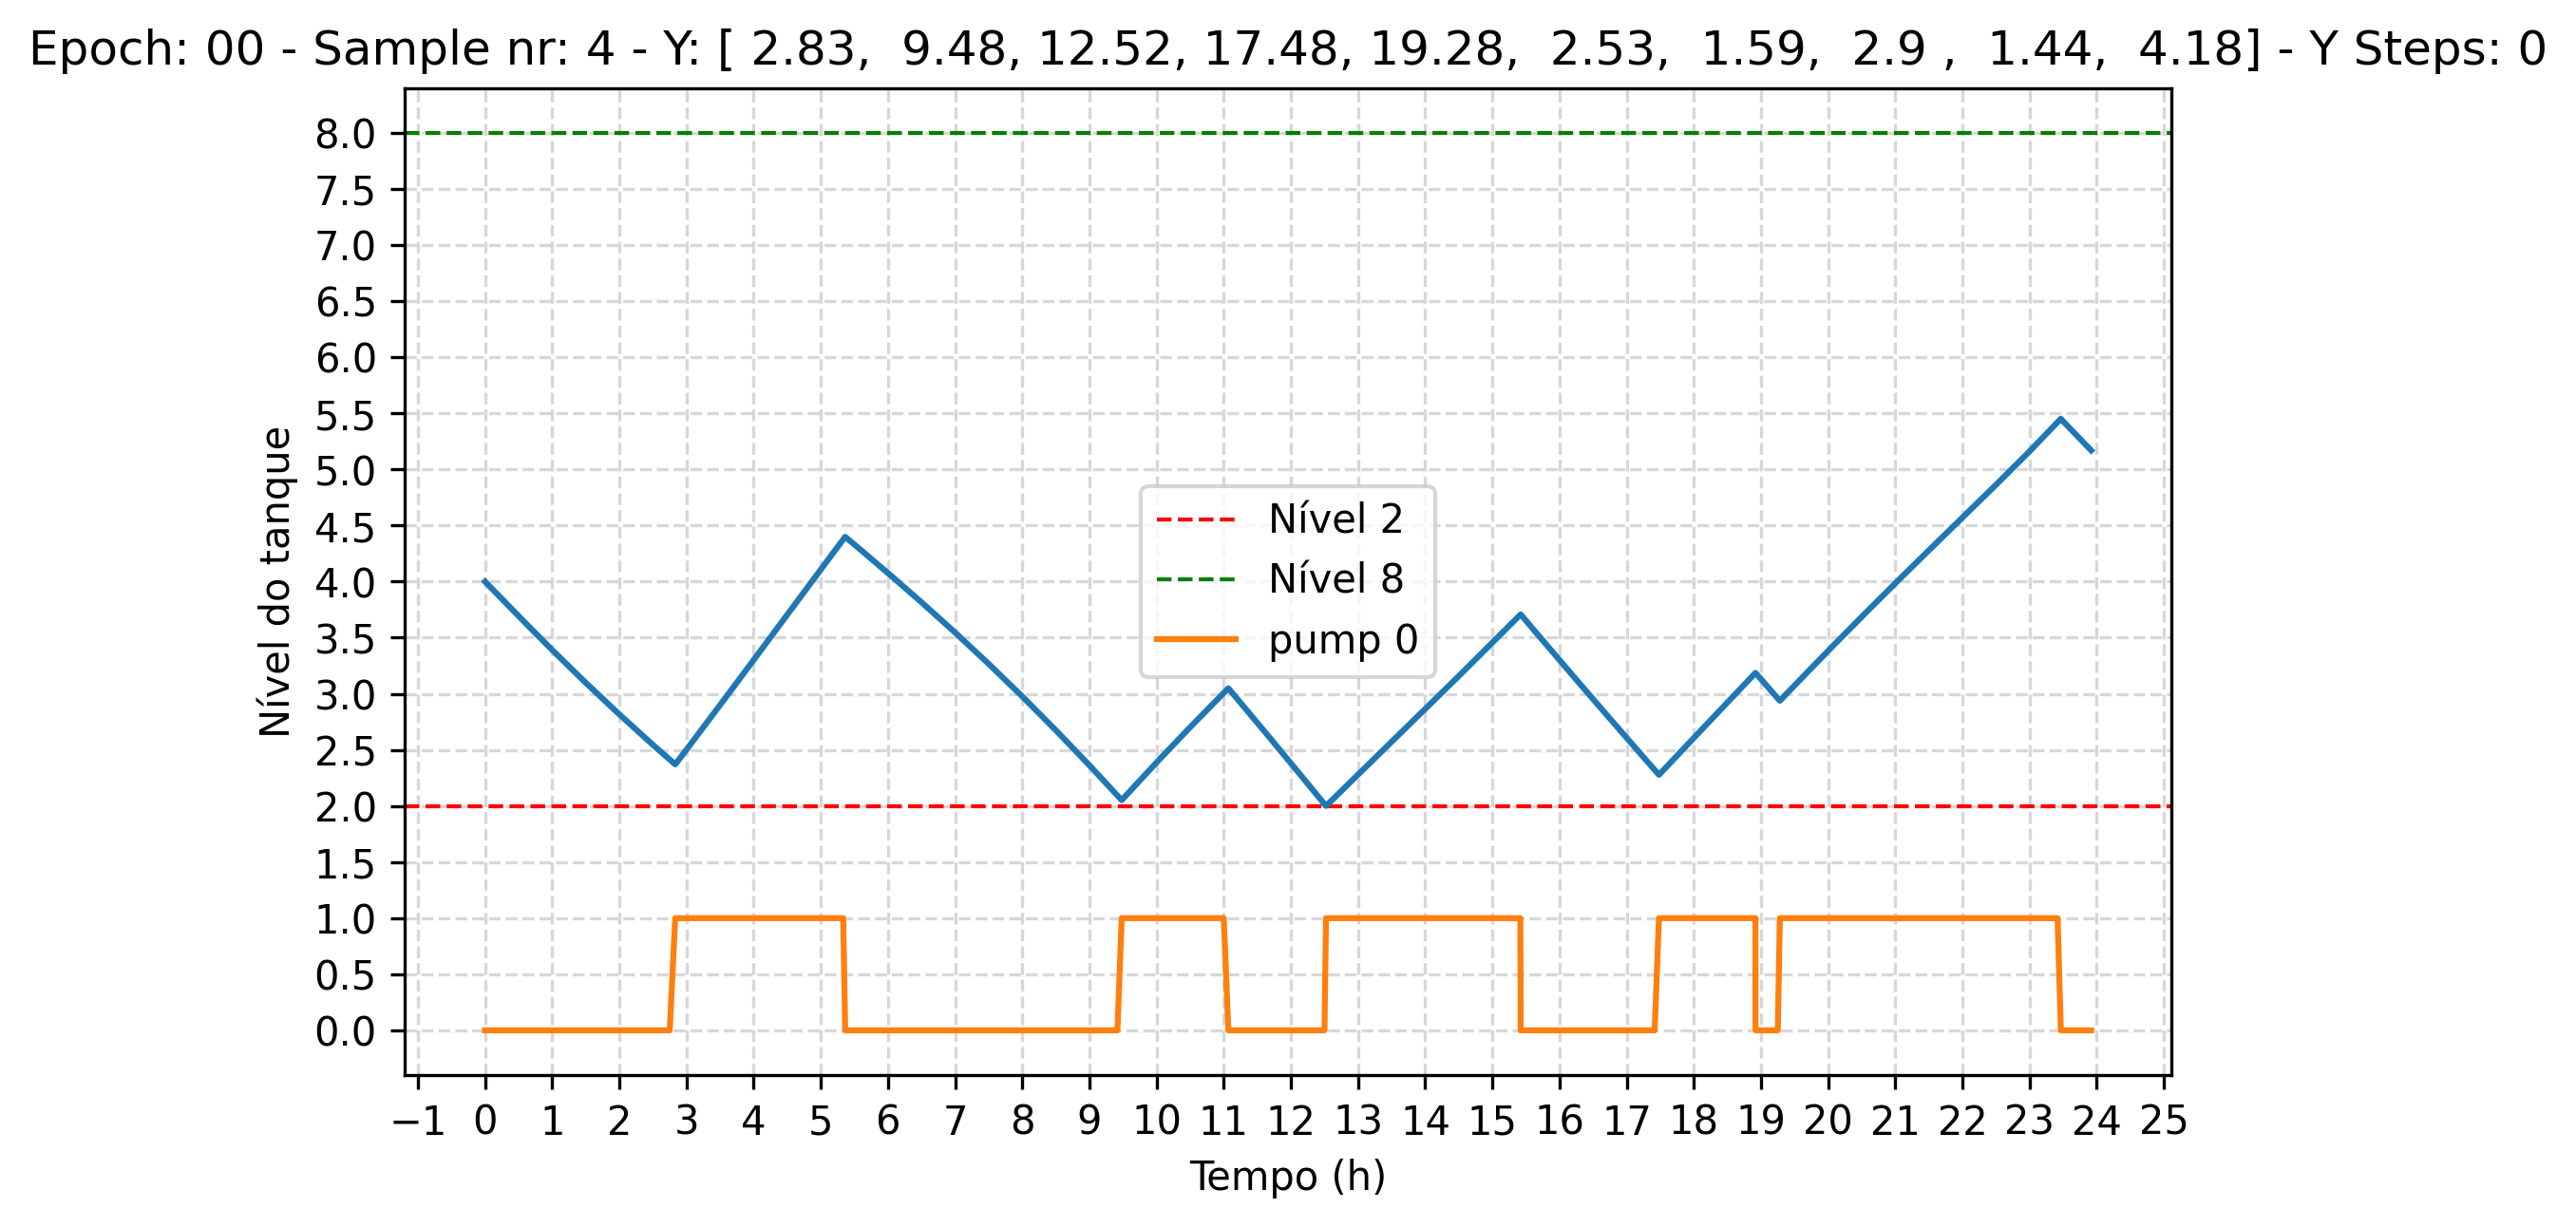 Epoch: 00 - Sample nr: 4 - Y: [ 2.83,  9.48, 12.52, 17.48, 19.28,  2.53,  1.59,  2.9 ,  1.44,  4.18] - Y Steps: 0
8.0
7.5
7.0
6.5
6.0
5.5
5.0
4.5
4.0
3.5
3.0
2.5
2.0
1.5
1.0
0.5
0.0
Nível do tanque
Nível 2
Nível 8
pump 0
−1 0 1 2 3 4 5 6 7 8 9 10 11 12 13 14 15 16 17 18 19 20 21 22 23 24 25
Tempo (h)